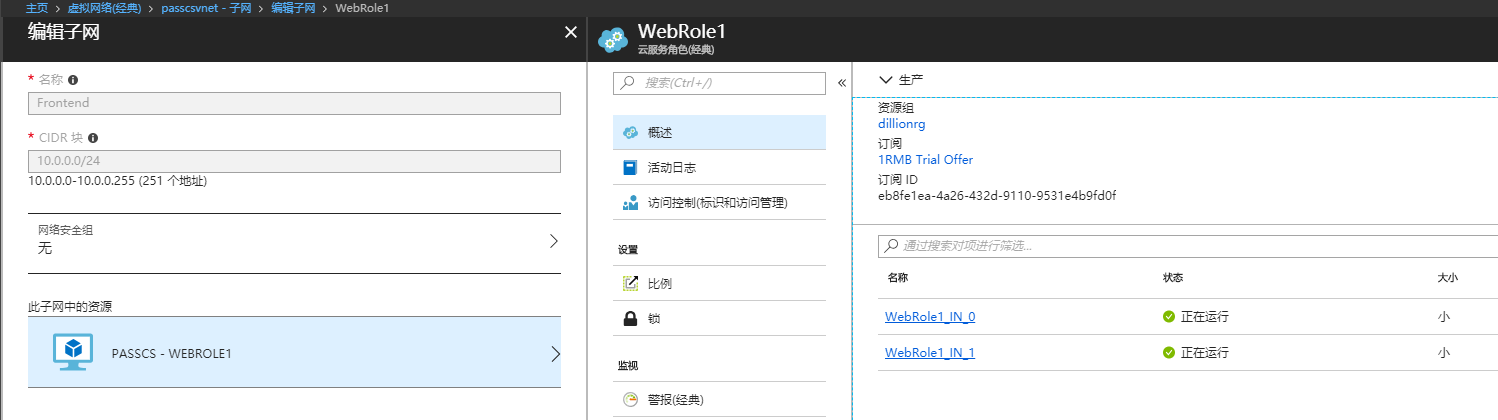 主页 > 虚拟网络(经典) > passcsvnet - 子网 > 编辑子网 > WebRole1
编辑子网
* 名称
Frontend
* CIDR 块
10.0.0.0/24
10.0.0.0-10.0.0.255 (251 个地址)
网络安全组
无
此子网中的资源
PASSCS - WEBROLE1
WebRole1
云服务角色(经典)
搜索(Ctrl+/)
概述
活动日志
访问控制(标识和访问管理)
设置
比例
锁
监视
警报(经典)
生产
资源组
dillionrg
订阅
1RMB Trial Offer
订阅 ID
eb8fe1ea-4a26-432d-9110-9531e4b9fd0f
通过搜索对项进行筛选...
名称 状态 大小
WebRole1_IN_0 正在运行 小
WebRole1_IN_1 正在运行 小